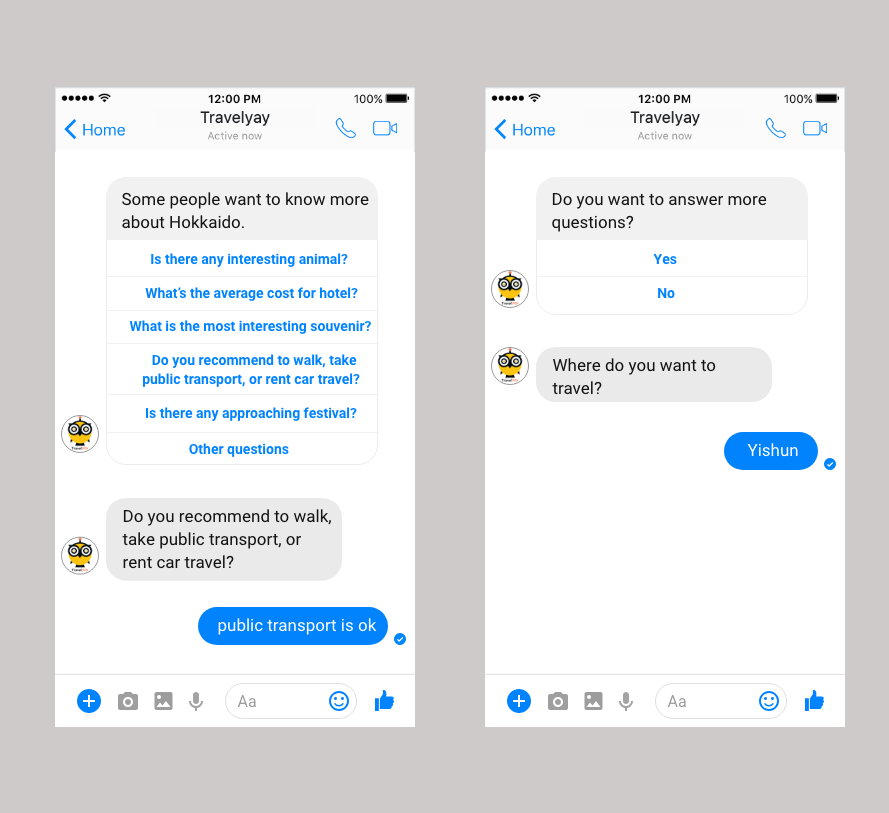 12:00 PM
100%
Home
Travelyay
Active now
Some people want to know more
about Hokkaido.
Is there any interesting animal?
What's the average cost for hotel?
What is the most interesting souvenir?
Do you recommend to walk, take
public transport, or rent car travel?
Is there any approaching festival?
Other questions
Do you recommend to walk,
take public transport, or
rent car travel?
public transport is ok
Aa
12:00 PM
100%
Home
Travelyay
Active now
Do you want to answer more
questions?
Yes
No
Where do you want to
travel?
Yishun
Aa